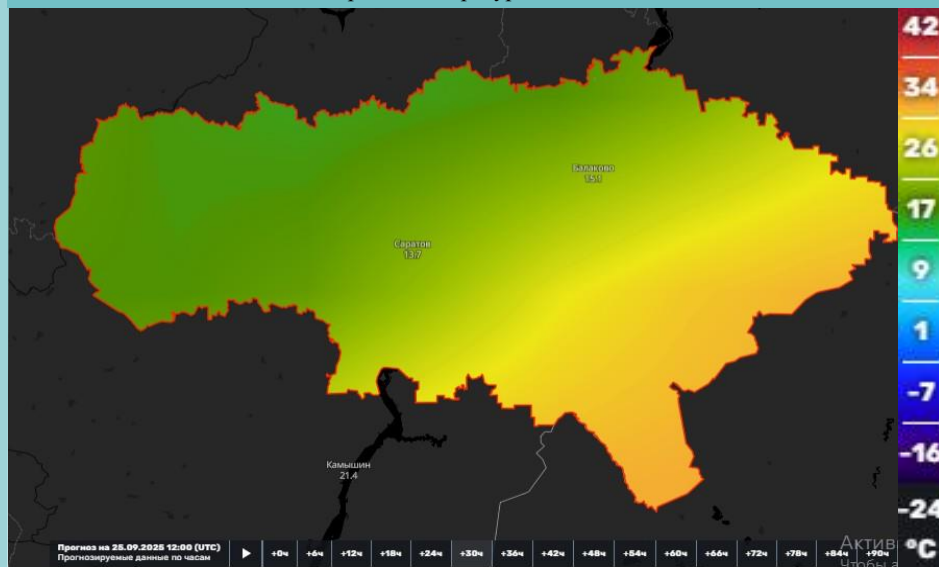 42
34
26
17
9
1
-7
-16
-24
°C
Балаково
15.1
Саратов
13.7
Камышин
21.4
Прогноз на 25.09.2025 12:00 (UTC)
Прогнозируемые данные по часам
+0ч +6ч +12ч +18ч +24ч +30ч +36ч +42ч +48ч +54ч +60ч +66ч +72ч +78ч +84ч +90ч
Актив
Чтобы а